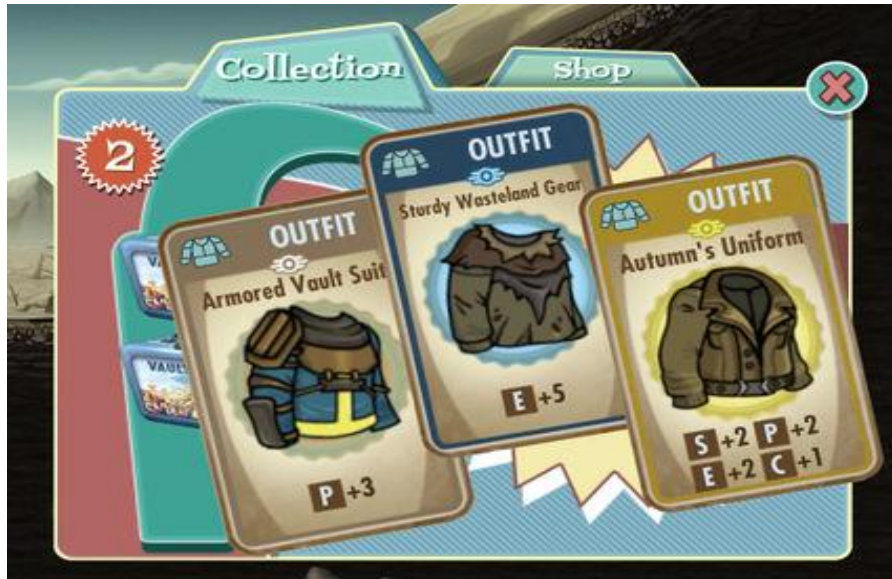 Collection
Shop
2
OUTFIT
Armored Vault Suit
P +3
OUTFIT
Sturdy Wasteland Gear
E +5
OUTFIT
Autumn's Uniform
S +2 P +2
E +2 C +1
VAUL